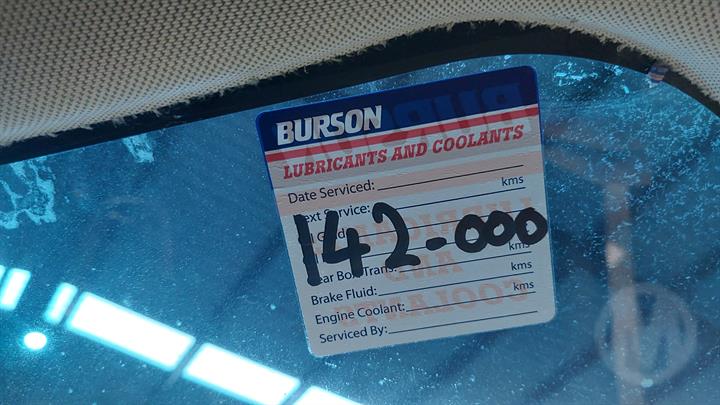 BURSON
LUBRICANTS AND COOLANTS
Date Serviced:
kms
ext Service:
142-000
kms
ear Box Trans:
kms
Brake Fluid:
kms
Engine Coolant:
Serviced By: